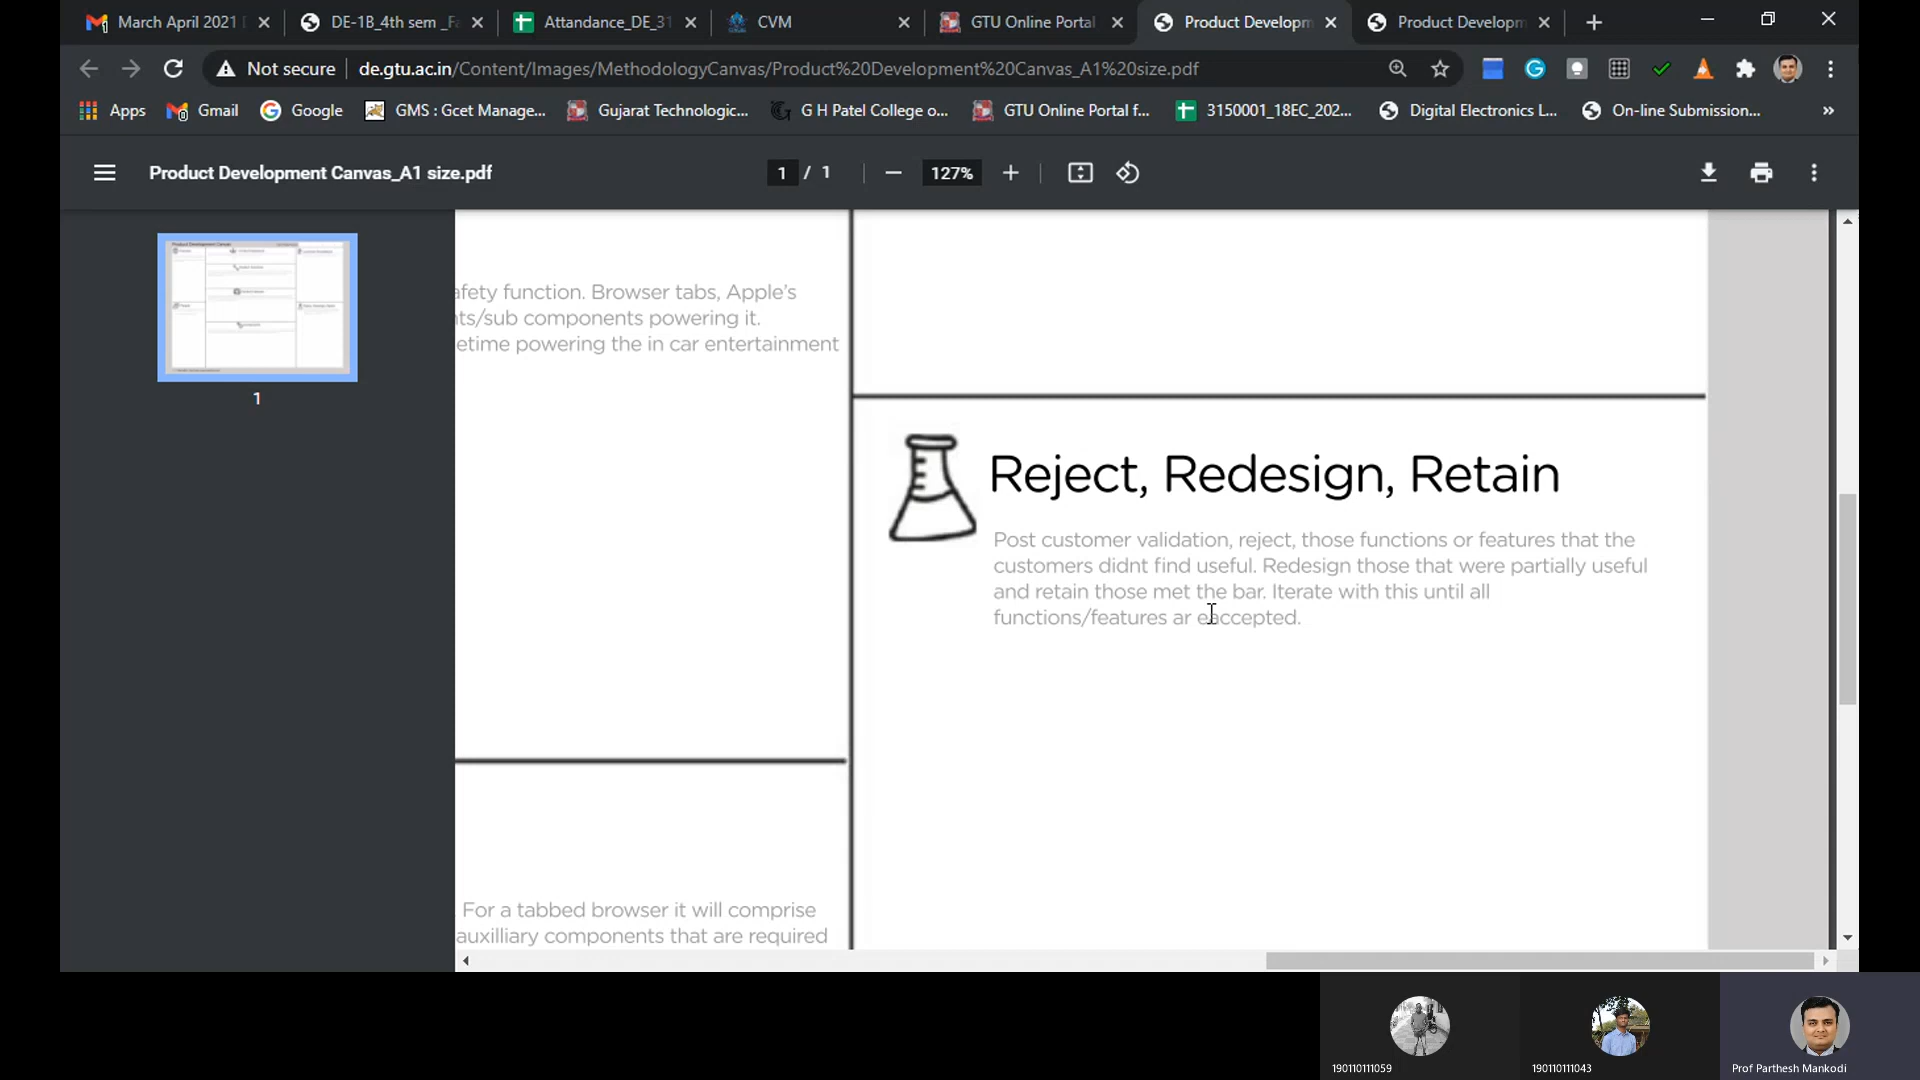 March April 2021
DE-1B_4th sem _Fa
Attandance_DE_31
CVM
GTU Online Portal
Product Developm
Product Developm
Not secure
de.gtu.ac.in/Content/Images/MethodologyCanvas/Product%20Development%20Canvas_A1%20size.pdf
Apps
Gmail
Google
GMS : Gcet Manage...
Gujarat Technologic...
G H Patel College o...
GTU Online Portal f...
3150001_18EC_202...
Digital Electronics L...
On-line Submission...
»
Product Development Canvas_A1 size.pdf
1 / 1
127%
1
afety function. Browser tabs, Apple's
nts/sub components powering it.
etime powering the in car entertainment
Reject, Redesign, Retain
Post customer validation, reject, those functions or features that the
customers didnt find useful. Redesign those that were partially useful
and retain those met the bar. Iterate with this until all
functions/features ar eaccepted.
For a tabbed browser it will comprise
auxilliary components that are required
190110111059
190110111043
Prof Parthesh Mankodi